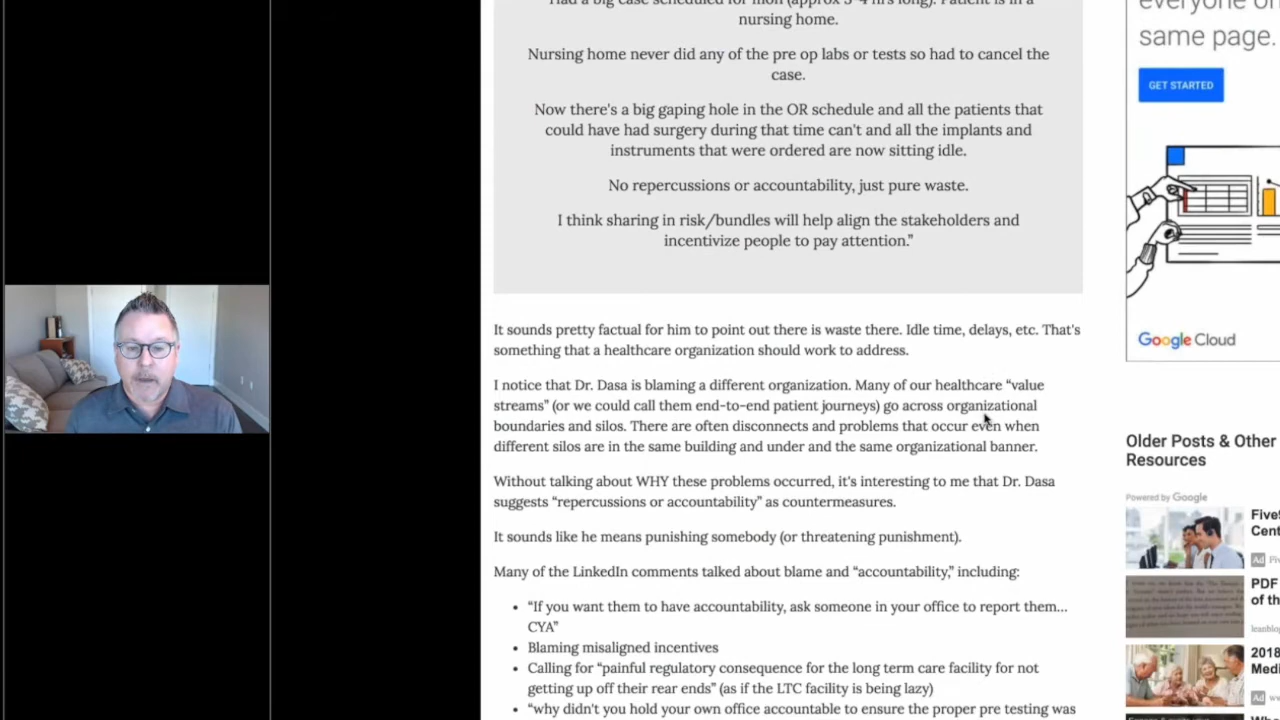 "Had a big case scheduled for mon (approx 3-4 hrs long). Patient is in a
nursing home.
Nursing home never did any of the pre op labs or tests so had to cancel the
case.
Now there's a big gaping hole in the OR schedule and all the patients that
could have had surgery during that time can't and all the implants and
instruments that were ordered are now sitting idle.
No repercussions or accountability, just pure waste.
I think sharing in risk/bundles will help align the stakeholders and
incentivize people to pay attention."
It sounds pretty factual for him to point out there is waste there. Idle time, delays, etc. That's
something that a healthcare organization should work to address.
I notice that Dr. Dasa is blaming a different organization. Many of our healthcare "value
streams" (or we could call them end-to-end patient journeys) go across organizational
boundaries and silos. There are often disconnects and problems that occur even when
different silos are in the same building and under and the same organizational banner.
Without talking about WHY these problems occurred, it's interesting to me that Dr. Dasa
suggests "repercussions or accountability" as countermeasures.
It sounds like he means punishing somebody (or threatening punishment).
Many of the LinkedIn comments talked about blame and "accountability," including:
• "If you want them to have accountability, ask someone in your office to report them…
CYA"
• Blaming misaligned incentives
• Calling for "painful regulatory consequence for the long term care facility for not
getting up off their rear ends" (as if the LTC facility is being lazy)
• "why didn't you hold your own office accountable to ensure the proper pre testing was
everyone on
same page.
GET STARTED
Google Cloud
Older Posts & Other
Resources
Powered by Google
Five9
Cent
Ad
PDF
of th
leanblog
2018
Medi
Ad ww